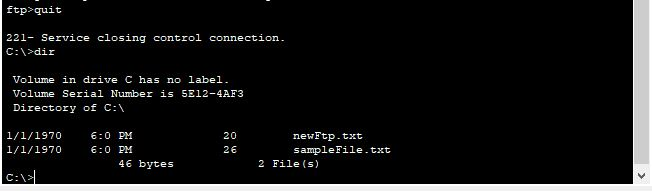 ftp>quit
221- Service closing control connection.
C:\>dir
Volume in drive C has no label.
Volume Serial Number is 5E12-4AF3
Directory of C:\
1/1/1970 6:0 PM 20 newFtp.txt
1/1/1970 6:0 PM 26 sampleFile.txt
46 bytes 2 File(s)
C:\>